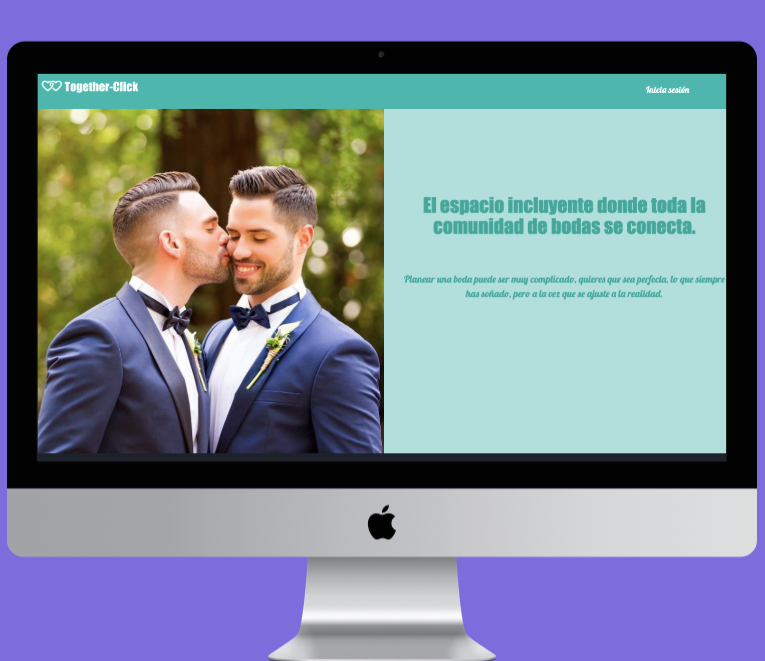 Together-Click
Inicia sesión
El espacio incluyente donde toda la
comunidad de bodas se conecta.
Planear una boda puede ser muy complicado, quieres que sea perfecta, lo que siempre
has soñado, pero a la vez que se ajuste a la realidad.